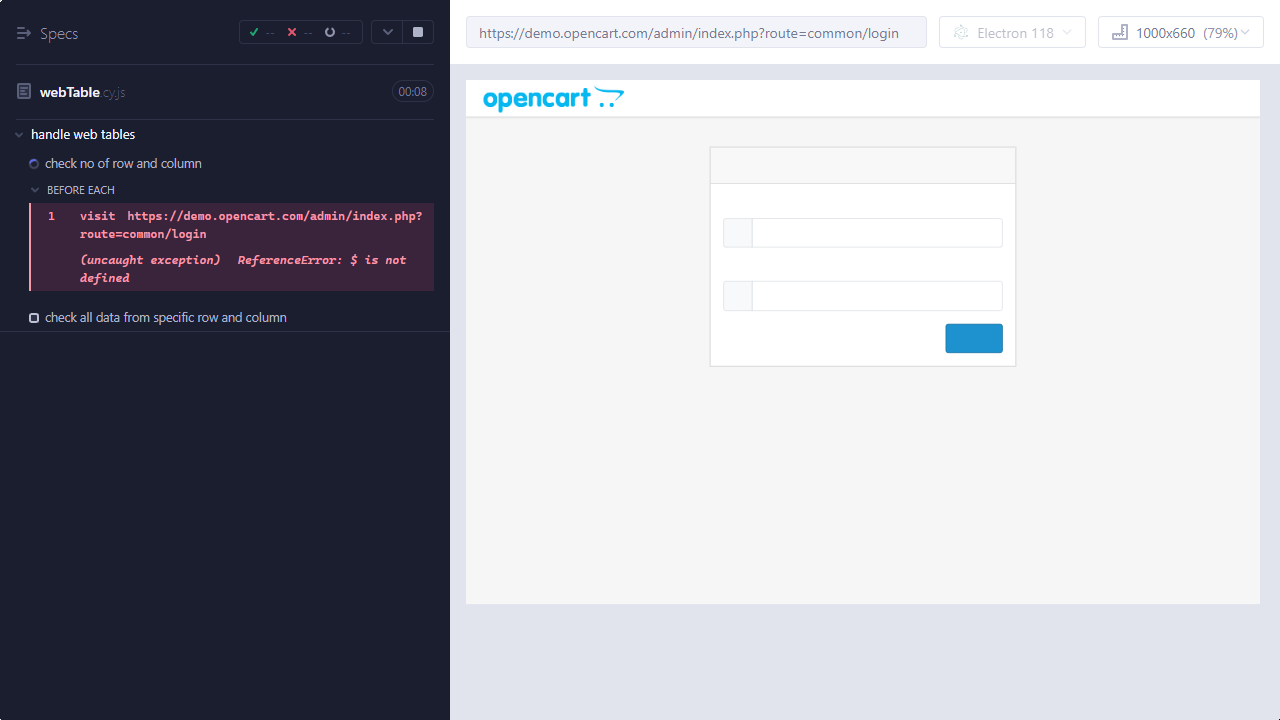 Specs
-- -- --
webTable.cy.js
00:08
handle web tables
check no of row and column
BEFORE EACH
1 visit https://demo.opencart.com/admin/index.php?
route=common/login
(uncaught exception) ReferenceError: $ is not
defined
check all data from specific row and column
https://demo.opencart.com/admin/index.php?route=common/login
Electron 118
1000x660 (79%)
opencart